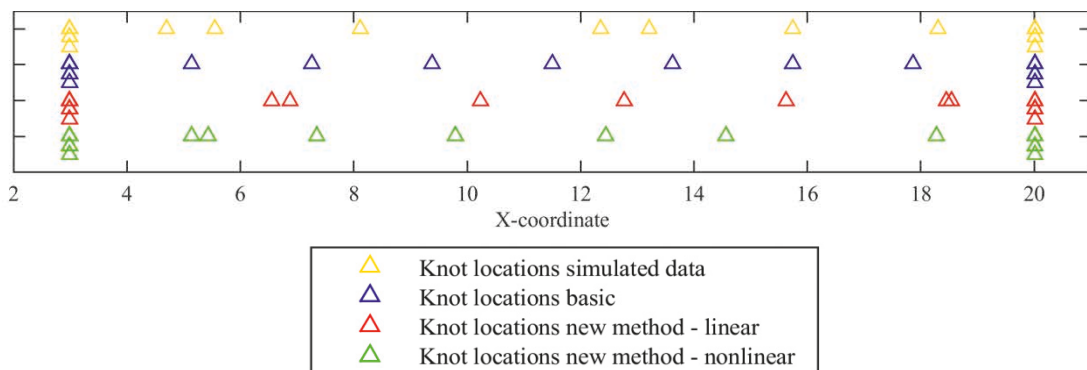 2 4 6 8 10 12 14 16 18 20
X-coordinate
Knot locations simulated data
Knot locations basic
Knot locations new method - linear
Knot locations new method - nonlinear